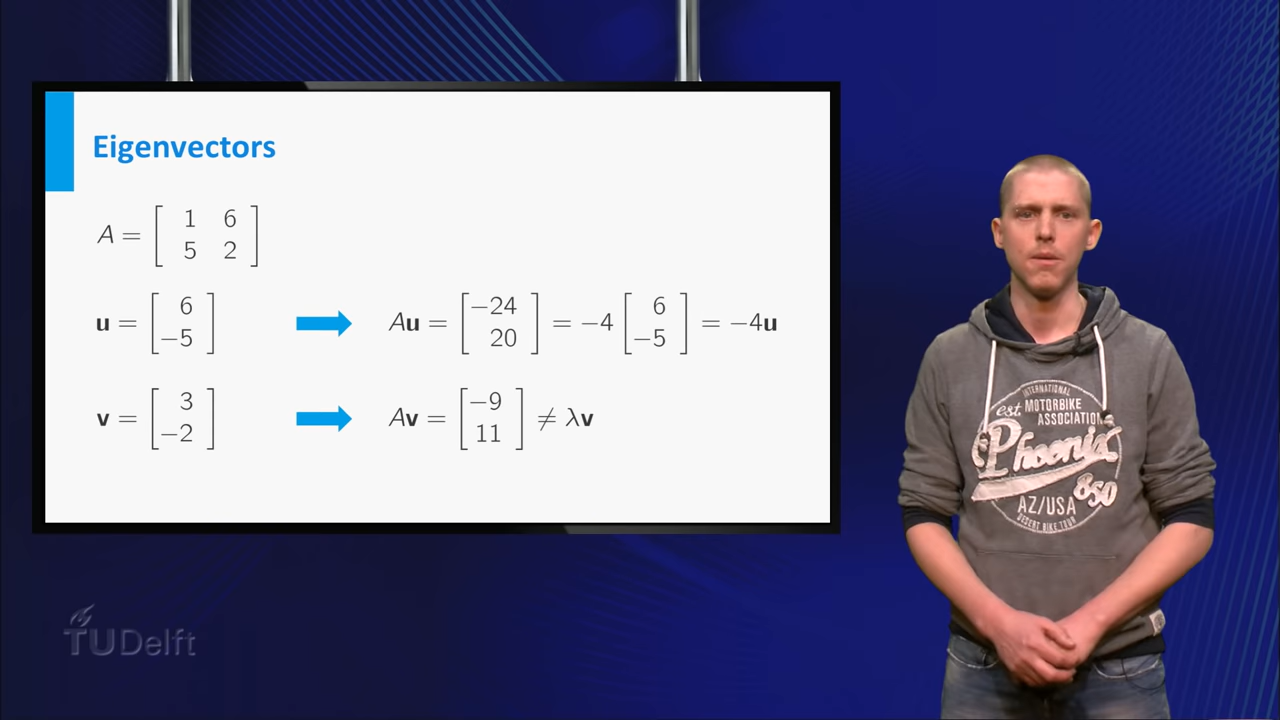 Eigenvectors
A = [ 1 6 ; 5 2 ]
u = [ 6 ; −5 ] ➡ Au = [ −24 ; 20 ] = −4 [ 6 ; −5 ] = −4u
v = [ 3 ; −2 ] ➡ Av = [ −9 ; 11 ] ≠ λv
INTERNATIONAL
est MOTORBIKE
ASSOCIATION
Phoenix
850
AZ/USA
DESERT BIKE TOUR
TUDelft